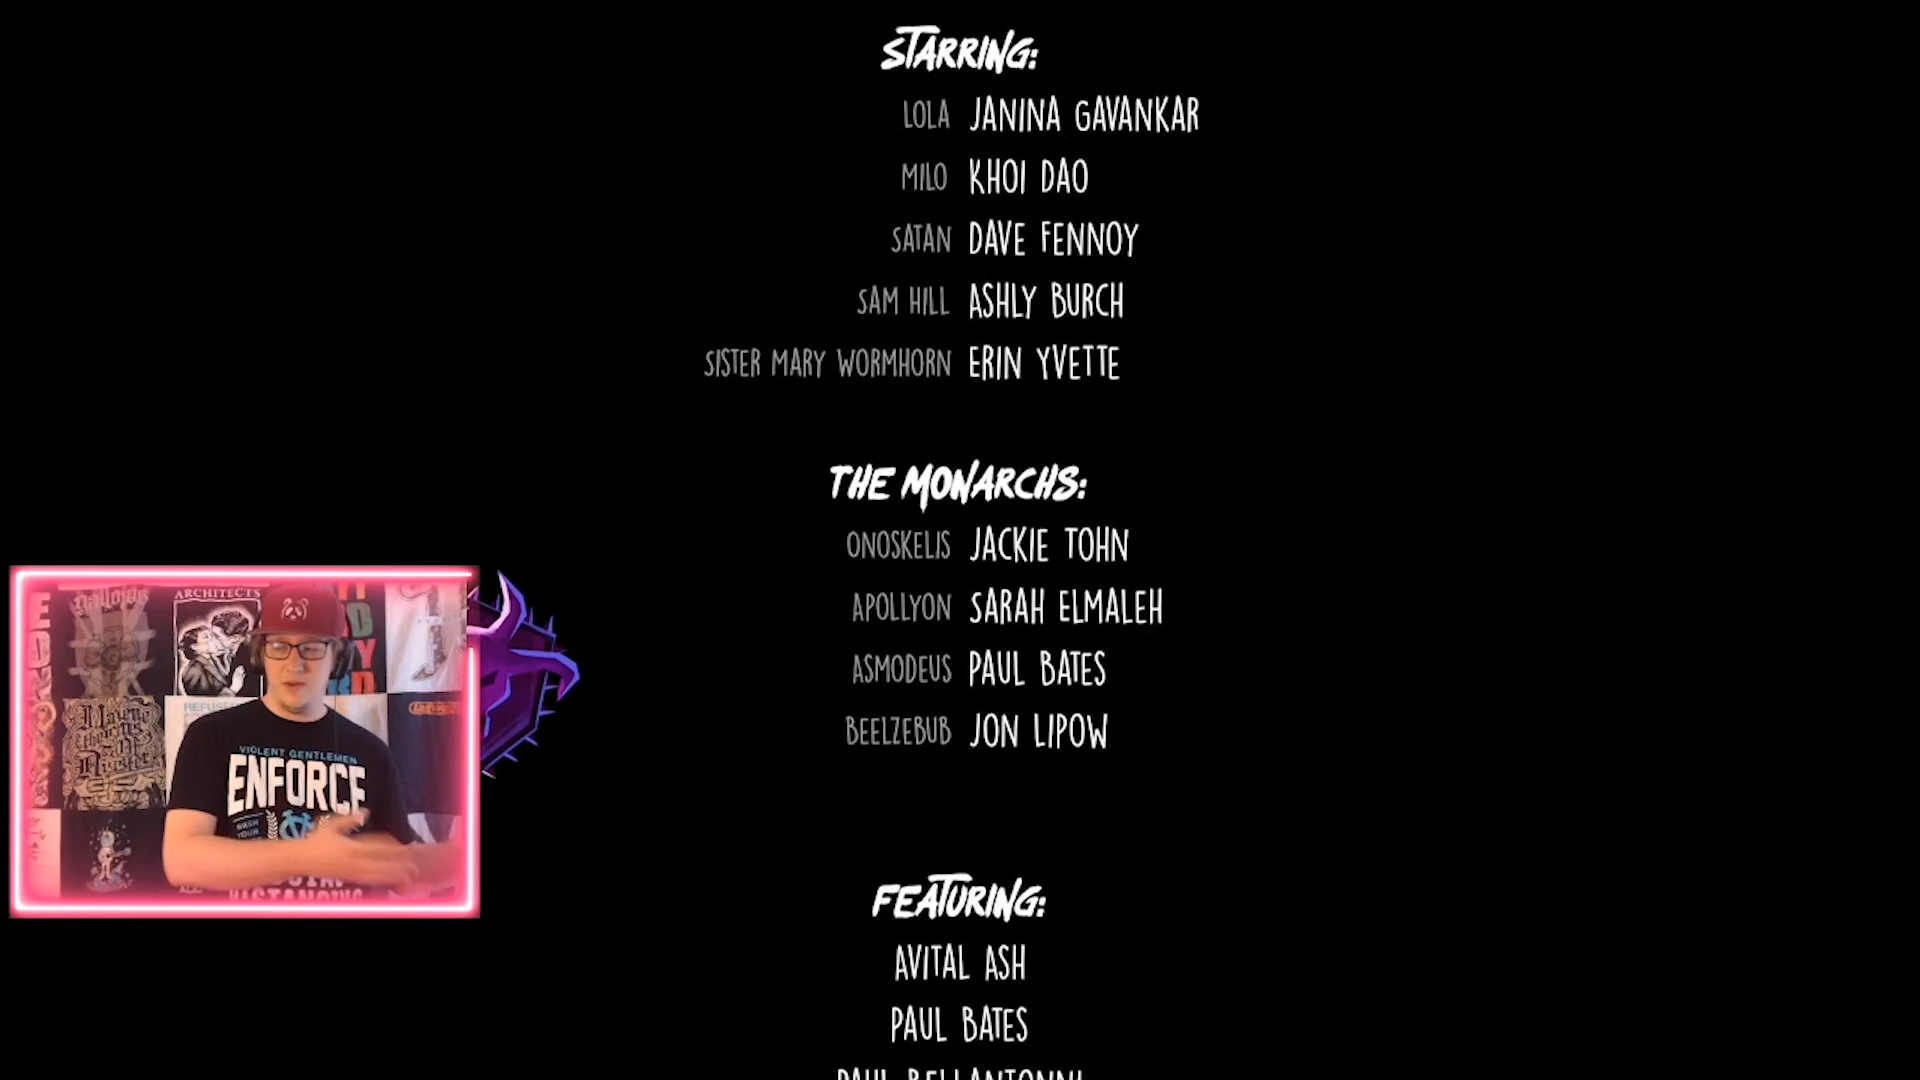 STARRING:
LOLA JANINA GAVANKAR
MILO KHOI DAO
SATAN DAVE FENNOY
SAM HILL ASHLY BURCH
SISTER MARY WORMHORN ERIN YVETTE
THE MONARCHS:
ONOSKELIS JACKIE TOHN
APOLLYON SARAH ELMALEH
ASMODEUS PAUL BATES
BEELZEBUB JON LIPOW
FEATURING:
AVITAL ASH
PAUL BATES
PAUL BELLANTONNI
ARCHITECTS
VIOLENT GENTLEMEN
ENFORCE